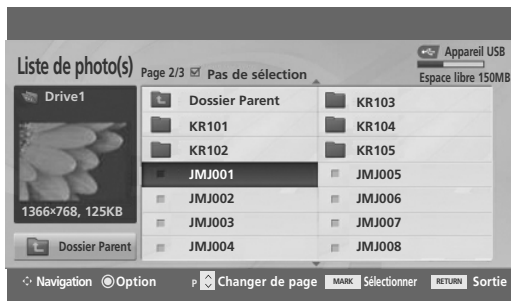 Appareil USB
Liste de photo(s) Page 2/3 Pas de sélection Espace libre 150MB
Drive1
1366×768, 125KB
Dossier Parent
Dossier Parent KR103
KR101 KR104
KR102 KR105
JMJ001 JMJ005
JMJ002 JMJ006
JMJ003 JMJ007
JMJ004 JMJ008
Navigation Option P Changer de page MARK Sélectionner RETURN Sortie